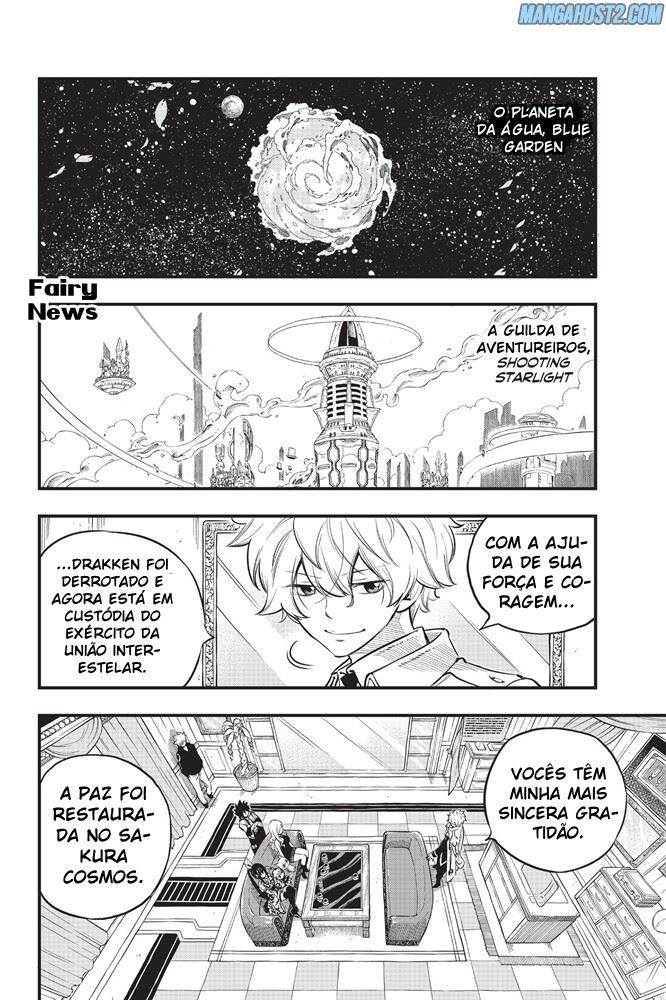 MANGAHOST2.COM
O PLANETA
DA ÁGUA, BLUE
GARDEN
Fairy
News
A GUILDA DE
AVENTUREIROS,
SHOOTING
STARLIGHT
COM A AJU-
DA DE SUA
FORÇA E CO-
RAGEM...
...DRAKKEN FOI
DERROTADO E
AGORA ESTÁ EM
CUSTÓDIA DO
EXÉRCITO DA
UNIÃO INTER-
ESTELAR.
VOCÊS TÊM
MINHA MAIS
SINCERA GRA-
TIDÃO.
A PAZ FOI
RESTAURA-
DA NO SA-
KURA
COSMOS.